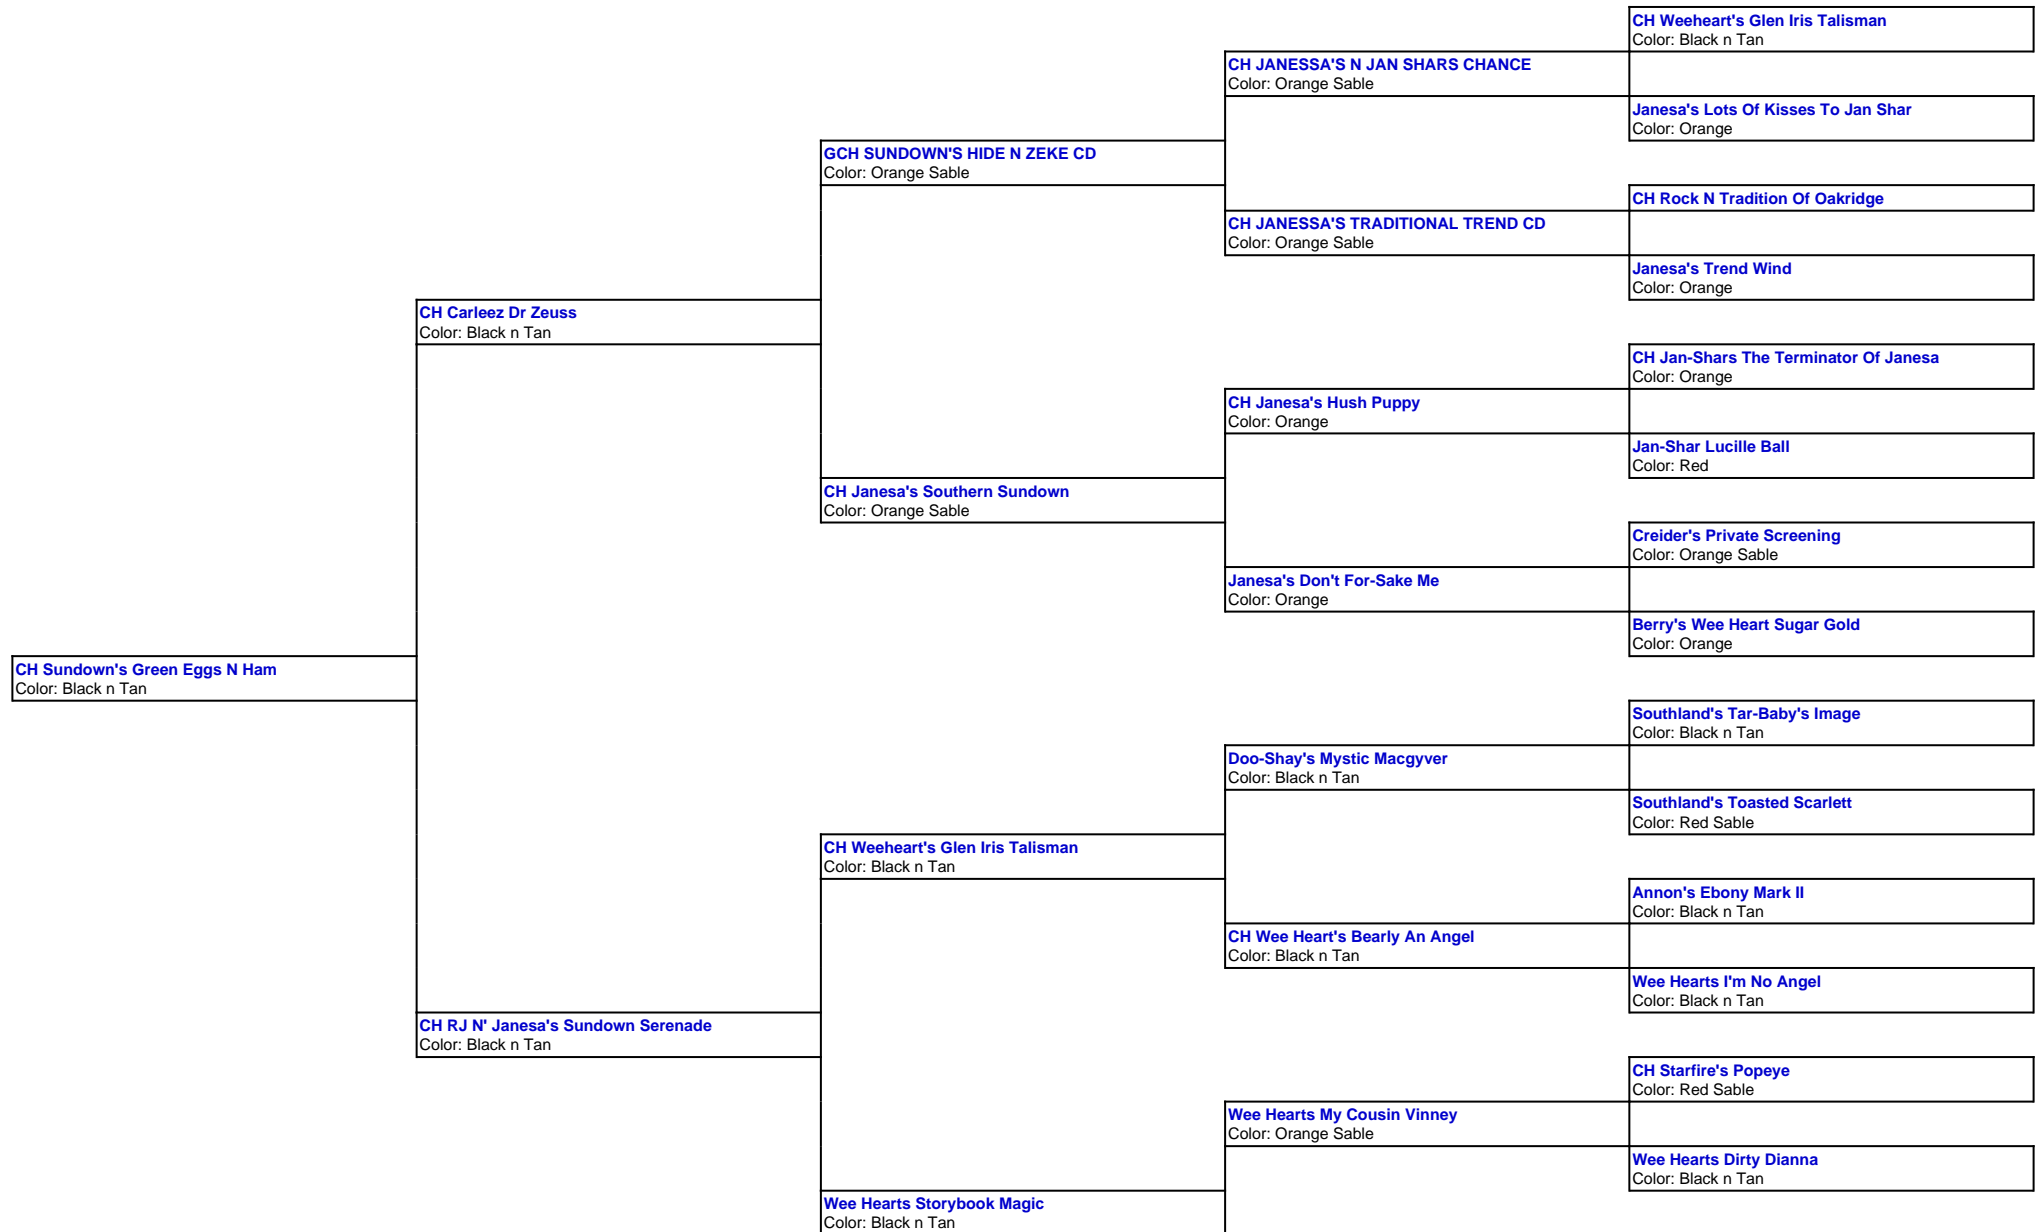 CH Weeheart's Glen Iris Talisman
Color: Black n Tan
CH JANESSA'S N JAN SHARS CHANCE
Color: Orange Sable
Janesa's Lots Of Kisses To Jan Shar
Color: Orange
GCH SUNDOWN'S HIDE N ZEKE CD
Color: Orange Sable
CH Rock N Tradition Of Oakridge
CH JANESSA'S TRADITIONAL TREND CD
Color: Orange Sable
Janesa's Trend Wind
Color: Orange
CH Carleez Dr Zeuss
Color: Black n Tan
CH Jan-Shars The Terminator Of Janesa
Color: Orange
CH Janesa's Hush Puppy
Color: Orange
Jan-Shar Lucille Ball
Color: Red
CH Janesa's Southern Sundown
Color: Orange Sable
Creider's Private Screening
Color: Orange Sable
Janesa's Don't For-Sake Me
Color: Orange
Berry's Wee Heart Sugar Gold
Color: Orange
CH Sundown's Green Eggs N Ham
Color: Black n Tan
Southland's Tar-Baby's Image
Color: Black n Tan
Doo-Shay's Mystic Macgyver
Color: Black n Tan
Southland's Toasted Scarlett
Color: Red Sable
CH Weeheart's Glen Iris Talisman
Color: Black n Tan
Annon's Ebony Mark II
Color: Black n Tan
CH Wee Heart's Bearly An Angel
Color: Black n Tan
Wee Hearts I'm No Angel
Color: Black n Tan
CH RJ N' Janesa's Sundown Serenade
Color: Black n Tan
CH Starfire's Popeye
Color: Red Sable
Wee Hearts My Cousin Vinney
Color: Orange Sable
Wee Hearts Dirty Dianna
Color: Black n Tan
Wee Hearts Storybook Magic
Color: Black n Tan